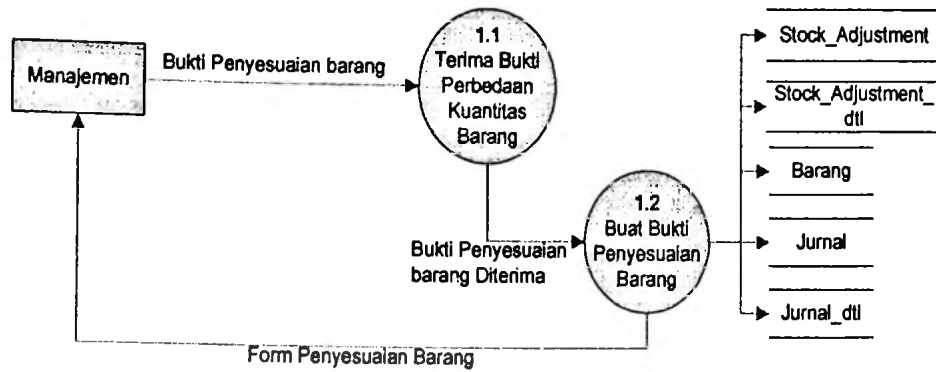 Manajemen
Bukti Penyesuaian barang
1.1
Terima Bukti
Perbedaan
Kuantitas
Barang
Bukti Penyesuaian
barang Diterima
1.2
Buat Bukti
Penyesuaian
Barang
Form Penyesuaian Barang
Stock_Adjustment
Stock_Adjustment_
dtl
Barang
Jurnal
Jurnal_dtl